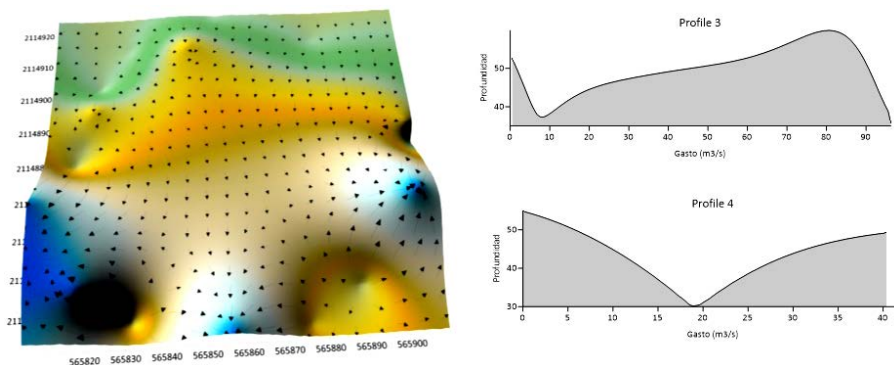 2114920
2114910
2114900
2114890
565820 565830 565840 565850 565860 565870 565880 565890 565900
Profile 3
Profundidad
50
40
0 10 20 30 40 50 60 70 80 90
Gasto (m3/s)
Profile 4
Profundidad
50
40
30
0 5 10 15 20 25 30 35 40
Gasto (m3/s)